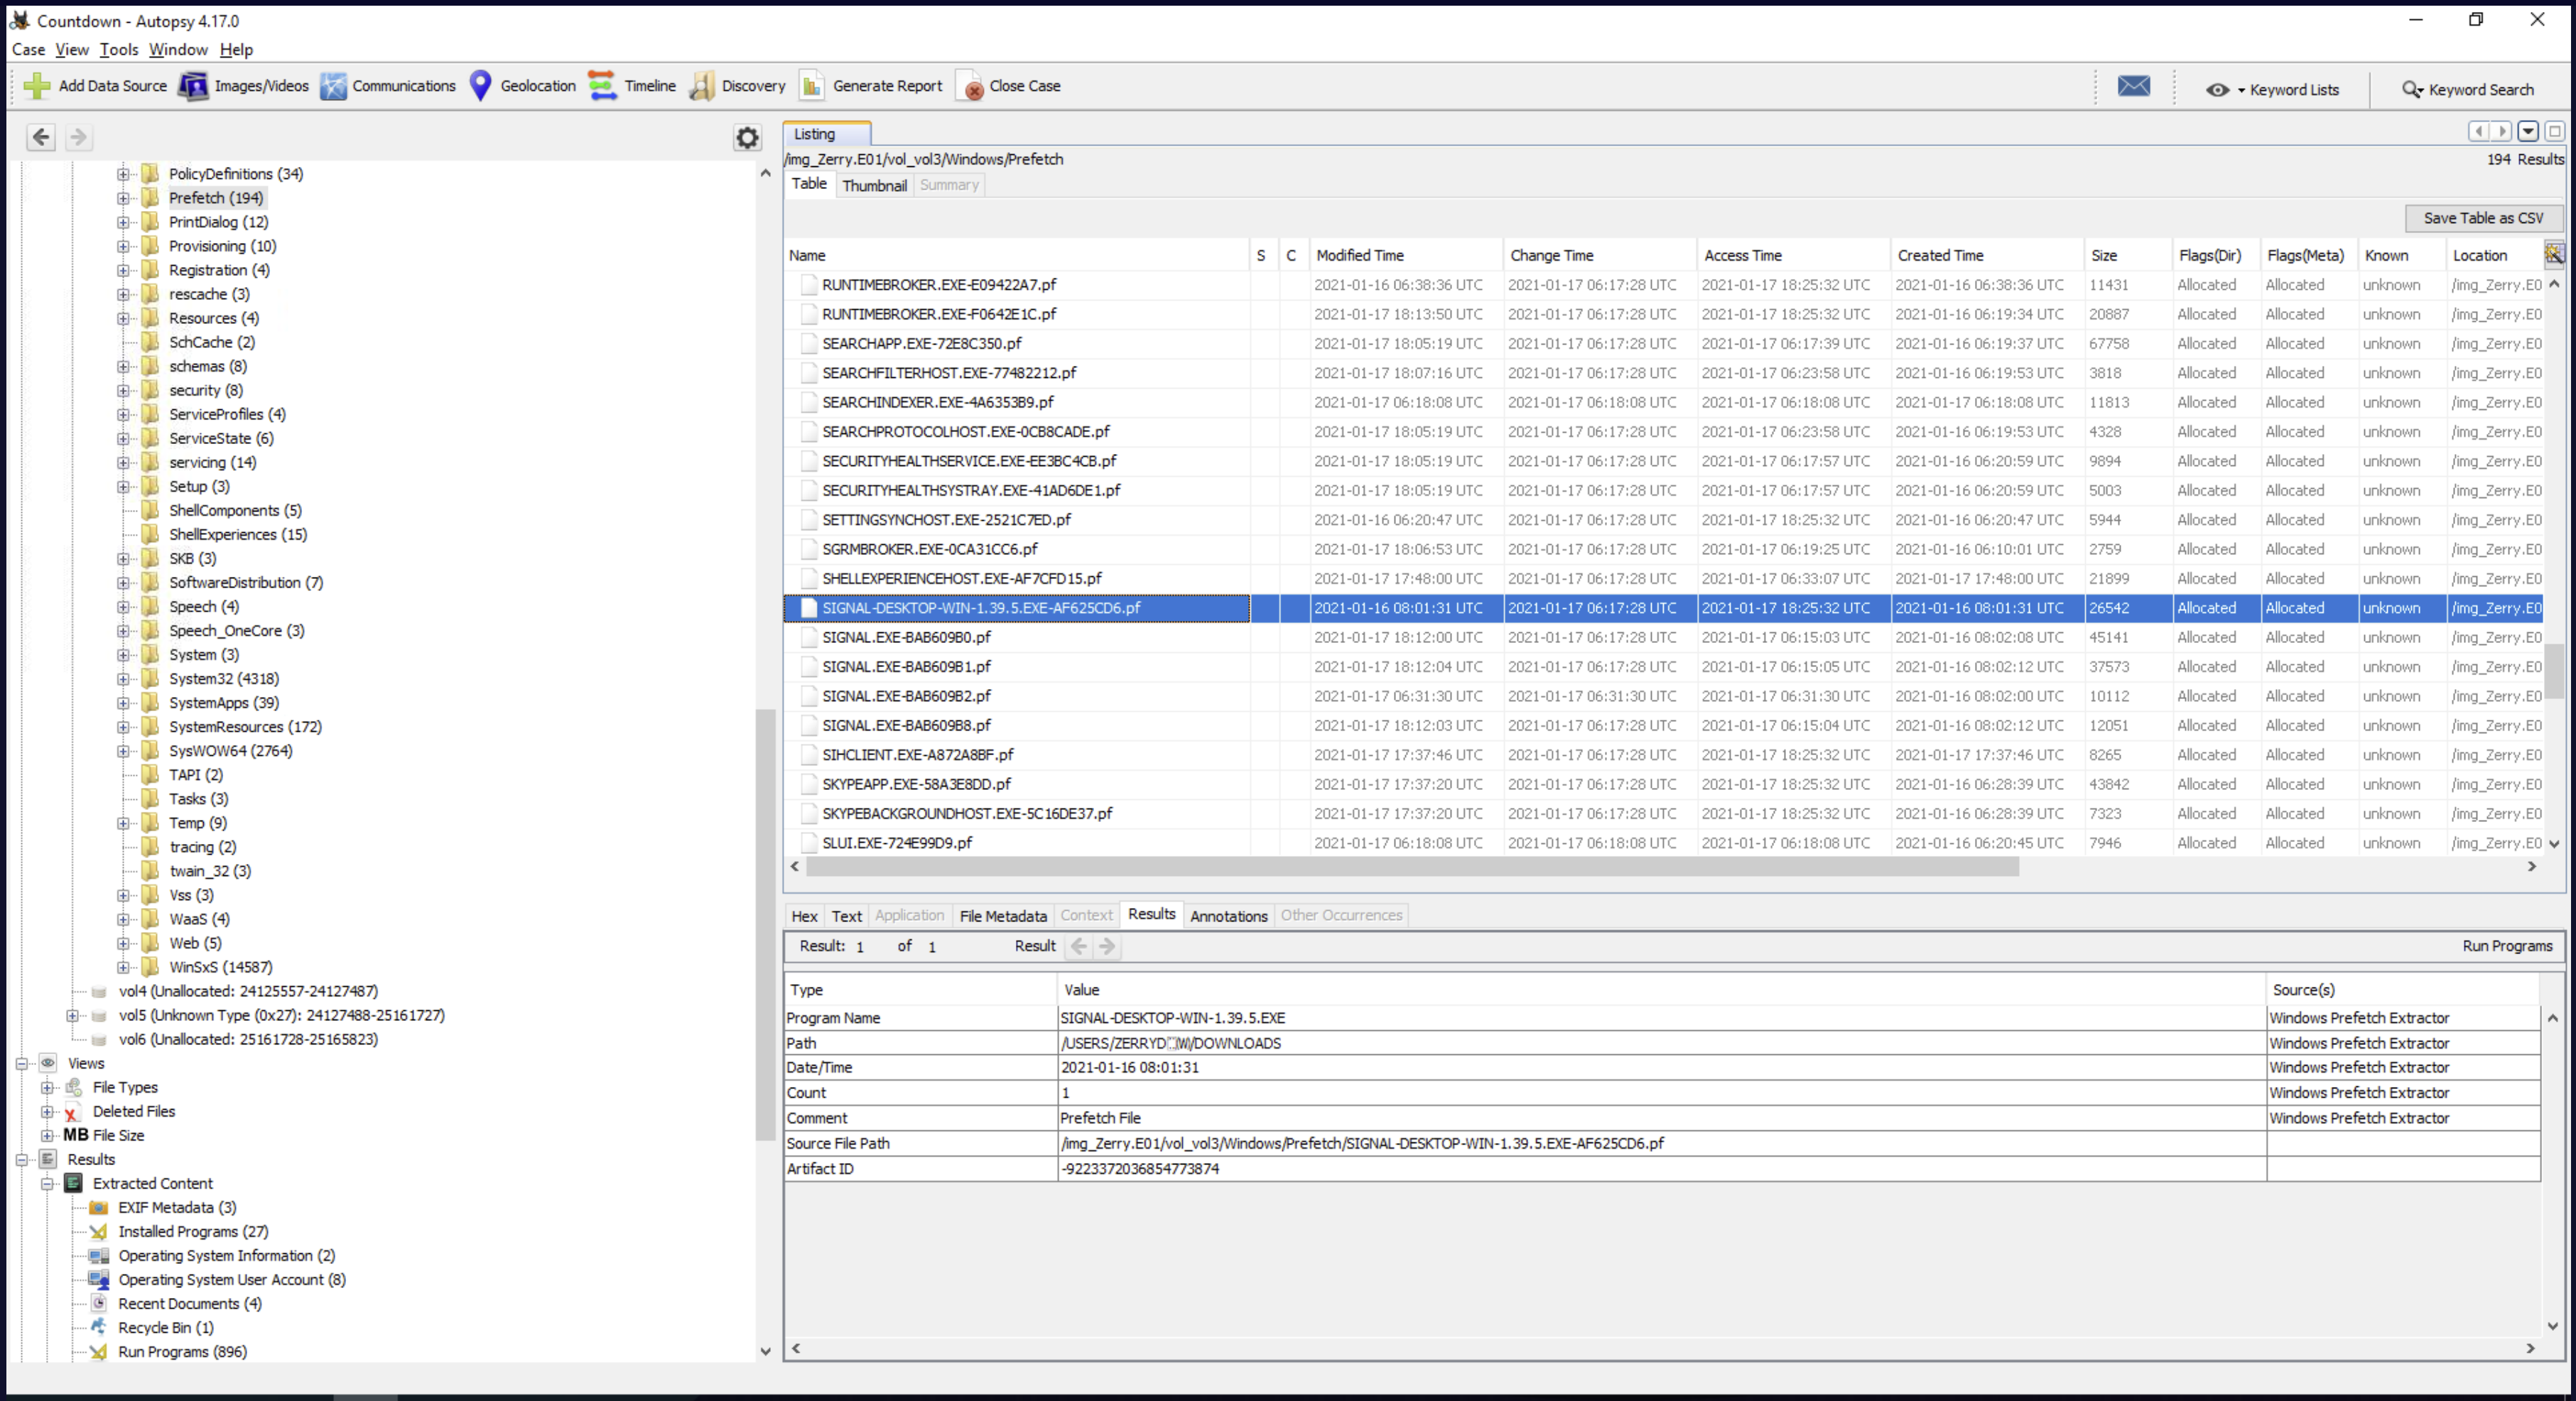 Countdown - Autopsy 4.17.0
Case View Tools Window Help
Add Data Source Images/Videos Communications Geolocation Timeline Discovery Generate Report Close Case Keyword Lists Keyword Search
PolicyDefinitions (34)
Prefetch (194)
PrintDialog (12)
Provisioning (10)
Registration (4)
rescache (3)
Resources (4)
SchCache (2)
schemas (8)
security (8)
ServiceProfiles (4)
ServiceState (6)
servicing (14)
Setup (3)
ShellComponents (5)
ShellExperiences (15)
SKB (3)
SoftwareDistribution (7)
Speech (4)
Speech_OneCore (3)
System (3)
System32 (4318)
SystemApps (39)
SystemResources (172)
SysWOW64 (2764)
TAPI (2)
Tasks (3)
Temp (9)
tracing (2)
twain_32 (3)
Vss (3)
WaaS (4)
Web (5)
WinSxS (14587)
vol4 (Unallocated: 24125557-24127487)
vol5 (Unknown Type (0x27): 24127488-25161727)
vol6 (Unallocated: 25161728-25165823)
Views
File Types
Deleted Files
MB File Size
Results
Extracted Content
EXIF Metadata (3)
Installed Programs (27)
Operating System Information (2)
Operating System User Account (8)
Recent Documents (4)
Recycle Bin (1)
Run Programs (896)
Listing
/img_Zerry.E01/vol_vol3/Windows/Prefetch 194 Results
Table Thumbnail Summary
Save Table as CSV
Name S C Modified Time Change Time Access Time Created Time Size Flags(Dir) Flags(Meta) Known Location
RUNTIMEBROKER.EXE-E09422A7.pf 2021-01-16 06:38:36 UTC 2021-01-17 06:17:28 UTC 2021-01-17 18:25:32 UTC 2021-01-16 06:38:36 UTC 11431 Allocated Allocated unknown /img_Zerry.E0
RUNTIMEBROKER.EXE-F0642E1C.pf 2021-01-17 18:13:50 UTC 2021-01-17 06:17:28 UTC 2021-01-17 18:25:32 UTC 2021-01-16 06:19:34 UTC 20887 Allocated Allocated unknown /img_Zerry.E0
SEARCHAPP.EXE-72E8C350.pf 2021-01-17 18:05:19 UTC 2021-01-17 06:17:28 UTC 2021-01-17 06:17:39 UTC 2021-01-16 06:19:37 UTC 67758 Allocated Allocated unknown /img_Zerry.E0
SEARCHFILTERHOST.EXE-77482212.pf 2021-01-17 18:07:16 UTC 2021-01-17 06:17:28 UTC 2021-01-17 06:23:58 UTC 2021-01-16 06:19:53 UTC 3818 Allocated Allocated unknown /img_Zerry.E0
SEARCHINDEXER.EXE-4A6353B9.pf 2021-01-17 06:18:08 UTC 2021-01-17 06:18:08 UTC 2021-01-17 06:18:08 UTC 2021-01-17 06:18:08 UTC 11813 Allocated Allocated unknown /img_Zerry.E0
SEARCHPROTOCOLHOST.EXE-0CB8CADE.pf 2021-01-17 18:05:19 UTC 2021-01-17 06:17:28 UTC 2021-01-17 06:23:58 UTC 2021-01-16 06:19:53 UTC 4328 Allocated Allocated unknown /img_Zerry.E0
SECURITYHEALTHSERVICE.EXE-EE3BC4CB.pf 2021-01-17 18:05:19 UTC 2021-01-17 06:17:28 UTC 2021-01-17 06:17:57 UTC 2021-01-16 06:20:59 UTC 9894 Allocated Allocated unknown /img_Zerry.E0
SECURITYHEALTHSYSTRAY.EXE-41AD6DE1.pf 2021-01-17 18:05:19 UTC 2021-01-17 06:17:28 UTC 2021-01-17 06:17:57 UTC 2021-01-16 06:20:59 UTC 5003 Allocated Allocated unknown /img_Zerry.E0
SETTINGSYNCHOST.EXE-2521C7ED.pf 2021-01-16 06:20:47 UTC 2021-01-17 06:17:28 UTC 2021-01-17 18:25:32 UTC 2021-01-16 06:20:47 UTC 5944 Allocated Allocated unknown /img_Zerry.E0
SGRMBROKER.EXE-0CA31CC6.pf 2021-01-17 18:06:53 UTC 2021-01-17 06:17:28 UTC 2021-01-17 06:19:25 UTC 2021-01-16 06:10:01 UTC 2759 Allocated Allocated unknown /img_Zerry.E0
SHELLEXPERIENCEHOST.EXE-AF7CFD15.pf 2021-01-17 17:48:00 UTC 2021-01-17 06:17:28 UTC 2021-01-17 06:33:07 UTC 2021-01-17 17:48:00 UTC 21899 Allocated Allocated unknown /img_Zerry.E0
SIGNAL-DESKTOP-WIN-1.39.5.EXE-AF625CD6.pf 2021-01-16 08:01:31 UTC 2021-01-17 06:17:28 UTC 2021-01-17 18:25:32 UTC 2021-01-16 08:01:31 UTC 26542 Allocated Allocated unknown /img_Zerry.E0
SIGNAL.EXE-BAB609B0.pf 2021-01-17 18:12:00 UTC 2021-01-17 06:17:28 UTC 2021-01-17 06:15:03 UTC 2021-01-16 08:02:08 UTC 45141 Allocated Allocated unknown /img_Zerry.E0
SIGNAL.EXE-BAB609B1.pf 2021-01-17 18:12:04 UTC 2021-01-17 06:17:28 UTC 2021-01-17 06:15:05 UTC 2021-01-16 08:02:12 UTC 37573 Allocated Allocated unknown /img_Zerry.E0
SIGNAL.EXE-BAB609B2.pf 2021-01-17 06:31:30 UTC 2021-01-17 06:31:30 UTC 2021-01-17 06:31:30 UTC 2021-01-16 08:02:00 UTC 10112 Allocated Allocated unknown /img_Zerry.E0
SIGNAL.EXE-BAB609B8.pf 2021-01-17 18:12:03 UTC 2021-01-17 06:17:28 UTC 2021-01-17 06:15:04 UTC 2021-01-16 08:02:12 UTC 12051 Allocated Allocated unknown /img_Zerry.E0
SIHCLIENT.EXE-A872A8BF.pf 2021-01-17 17:37:46 UTC 2021-01-17 06:17:28 UTC 2021-01-17 18:25:32 UTC 2021-01-17 17:37:46 UTC 8265 Allocated Allocated unknown /img_Zerry.E0
SKYPEAPP.EXE-58A3E8DD.pf 2021-01-17 17:37:20 UTC 2021-01-17 06:17:28 UTC 2021-01-17 18:25:32 UTC 2021-01-16 06:28:39 UTC 43842 Allocated Allocated unknown /img_Zerry.E0
SKYPEBACKGROUNDHOST.EXE-5C16DE37.pf 2021-01-17 17:37:20 UTC 2021-01-17 06:17:28 UTC 2021-01-17 18:25:32 UTC 2021-01-16 06:28:39 UTC 7323 Allocated Allocated unknown /img_Zerry.E0
SLUI.EXE-724E99D9.pf 2021-01-17 06:18:08 UTC 2021-01-17 06:18:08 UTC 2021-01-17 06:18:08 UTC 2021-01-16 06:20:45 UTC 7946 Allocated Allocated unknown /img_Zerry.E0
Hex Text Application File Metadata Context Results Annotations Other Occurrences
Result: 1 of 1 Result Run Programs
Type Value Source(s)
Program Name SIGNAL-DESKTOP-WIN-1.39.5.EXE Windows Prefetch Extractor
Path Windows Prefetch Extractor
Date/Time 2021-01-16 08:01:31 Windows Prefetch Extractor
Count 1 Windows Prefetch Extractor
Comment Prefetch File Windows Prefetch Extractor
Source File Path /img_Zerry.E01/vol_vol3/Windows/Prefetch/SIGNAL-DESKTOP-WIN-1.39.5.EXE-AF625CD6.pf
Artifact ID -9223372036854773874